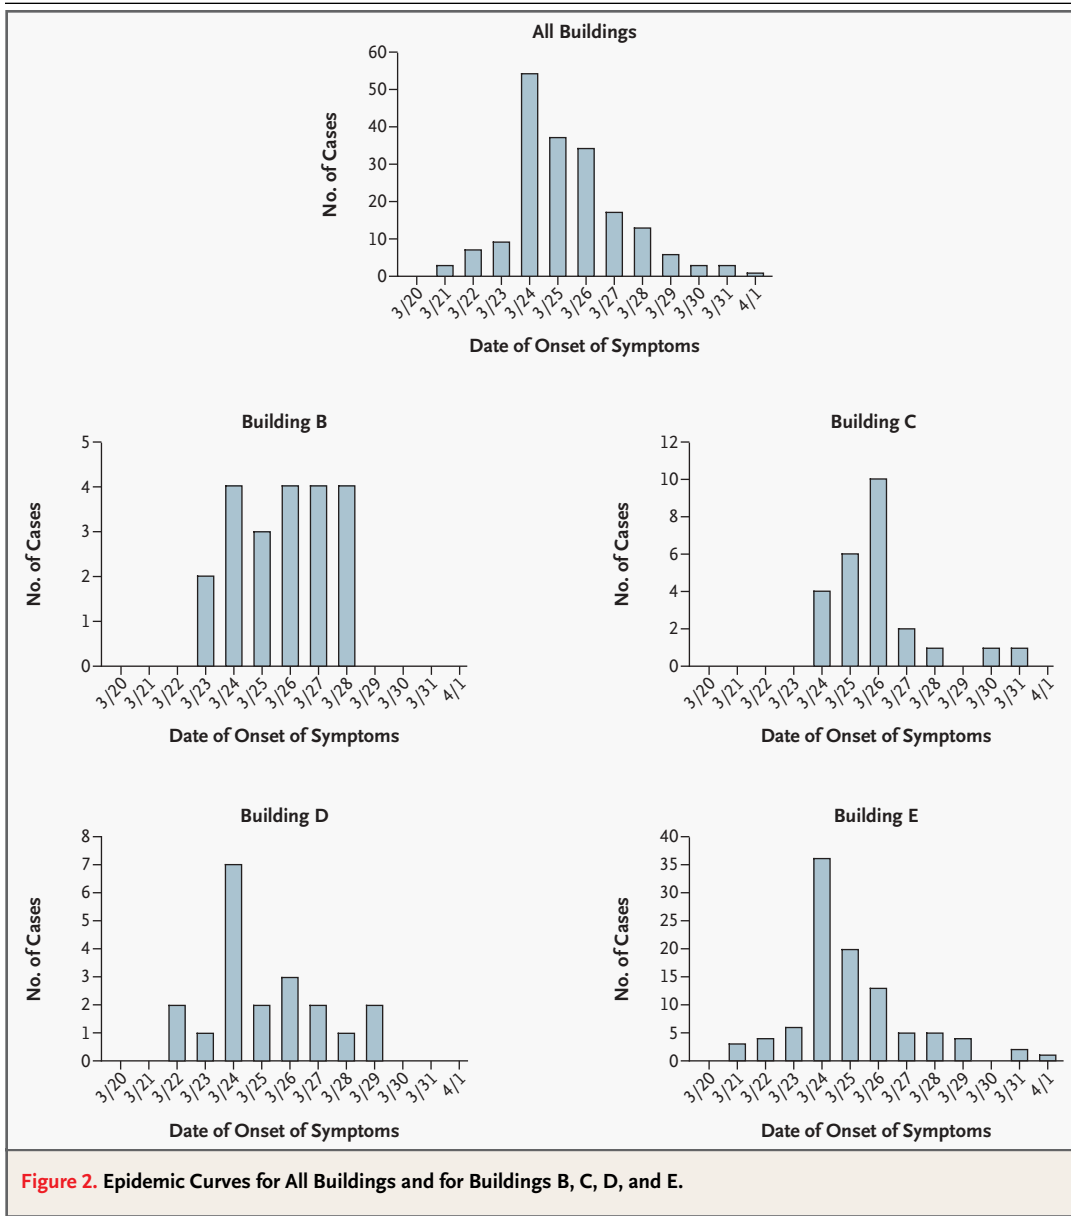 All Buildings
No. of Cases
60
50
40
30
20
10
0
3/20 3/21 3/22 3/23 3/24 3/25 3/26 3/27 3/28 3/29 3/30 3/31 4/1
Date of Onset of Symptoms
Building B
No. of Cases
5
4
3
2
1
0
3/20 3/21 3/22 3/23 3/24 3/25 3/26 3/27 3/28 3/29 3/30 3/31 4/1
Date of Onset of Symptoms
Building C
No. of Cases
12
10
8
6
4
2
0
3/20 3/21 3/22 3/23 3/24 3/25 3/26 3/27 3/28 3/29 3/30 3/31 4/1
Date of Onset of Symptoms
Building D
No. of Cases
8
7
6
5
4
3
2
1
0
3/20 3/21 3/22 3/23 3/24 3/25 3/26 3/27 3/28 3/29 3/30 3/31 4/1
Date of Onset of Symptoms
Building E
No. of Cases
40
35
30
25
20
15
10
5
0
3/20 3/21 3/22 3/23 3/24 3/25 3/26 3/27 3/28 3/29 3/30 3/31 4/1
Date of Onset of Symptoms
Figure 2. Epidemic Curves for All Buildings and for Buildings B, C, D, and E.